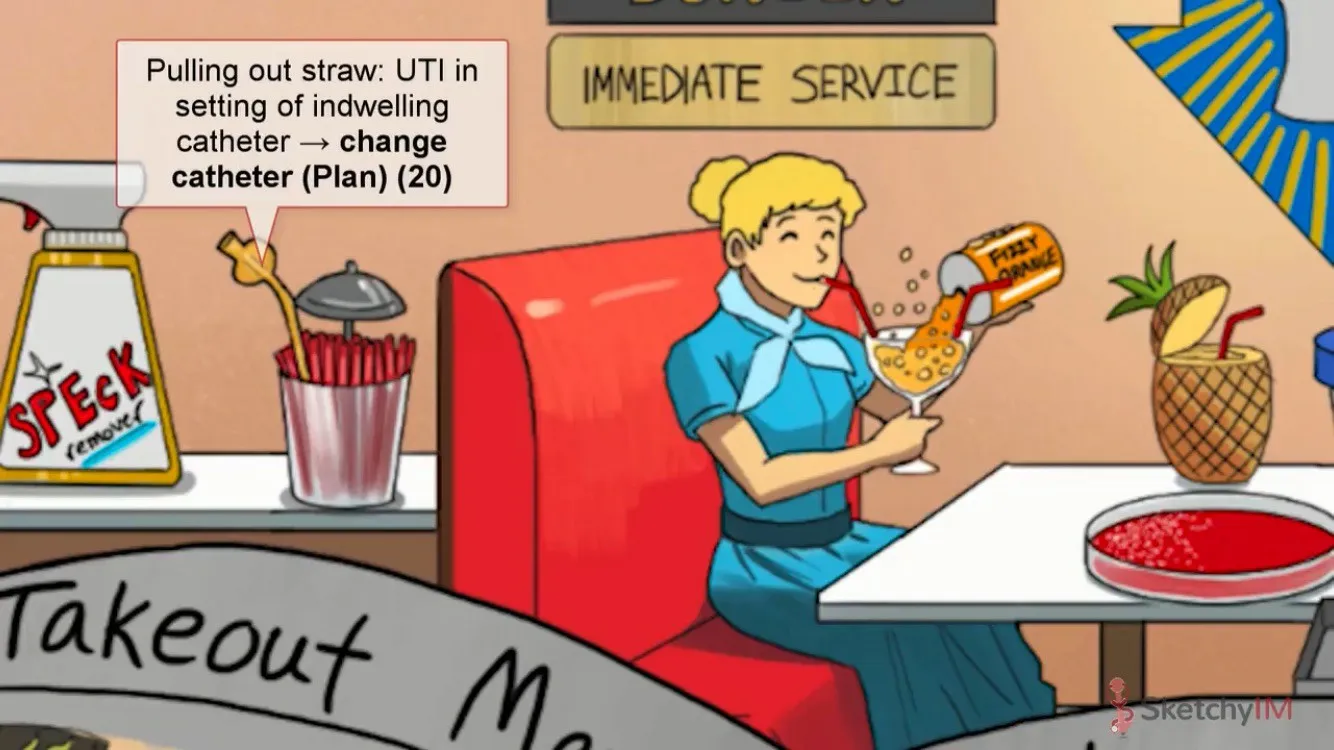 IMMEDIATE SERVICE
Pulling out straw: UTI in
setting of indwelling
catheter → change
catheter (Plan) (20)
FIZZY
ORANGE
SPECK
remover
Takeout
SketchyIM